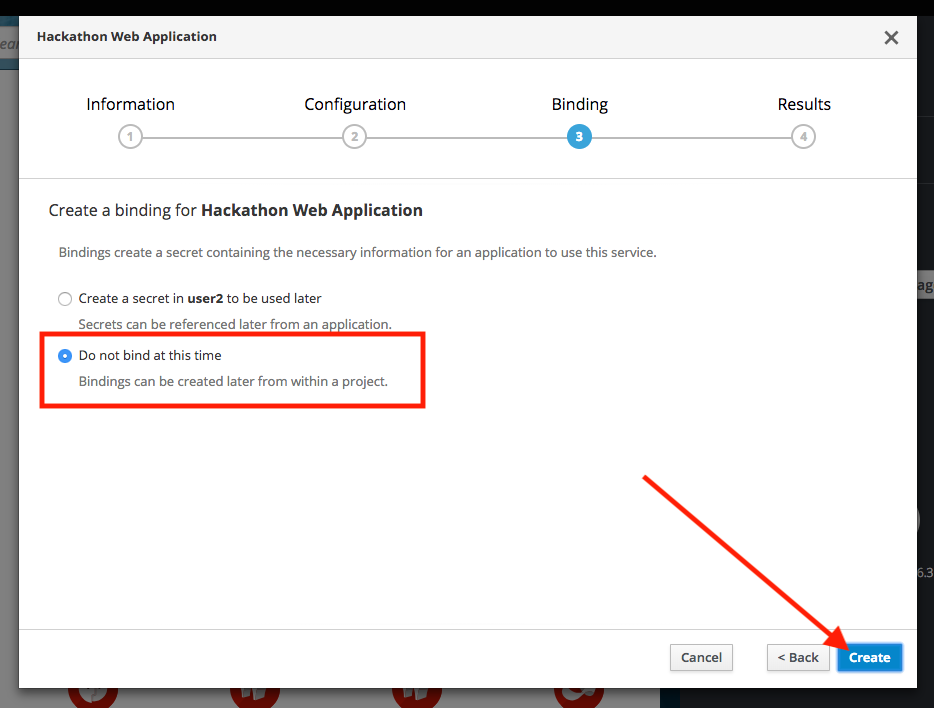 Hackathon Web Application
Information Configuration Binding Results
1 2 3 4
Create a binding for Hackathon Web Application
Bindings create a secret containing the necessary information for an application to use this service.
Create a secret in user2 to be used later
Secrets can be referenced later from an application.
Do not bind at this time
Bindings can be created later from within a project.
6.3
Cancel < Back Create